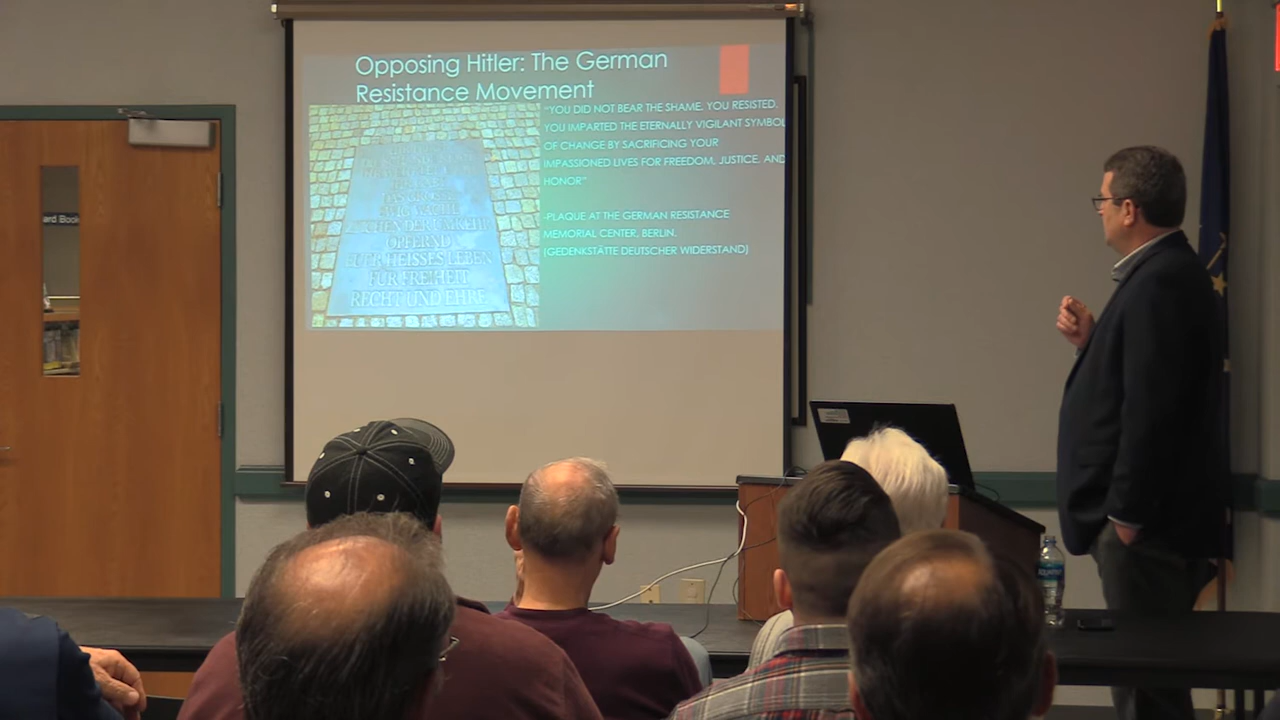 Opposing Hitler: The German
Resistance Movement
"YOU DID NOT BEAR THE SHAME. YOU RESISTED.
YOU IMPARTED THE ETERNALLY VIGILANT SYMBOL
OF CHANGE BY SACRIFICING YOUR
IMPASSIONED LIVES FOR FREEDOM, JUSTICE, AND
HONOR"
-PLAQUE AT THE GERMAN RESISTANCE
MEMORIAL CENTER, BERLIN.
(GEDENKSTÄTTE DEUTSCHER WIDERSTAND)
OPFERND
EUER HEISSES LEBEN
FÜR FREIHEIT
RECHT UND EHRE
ard Book